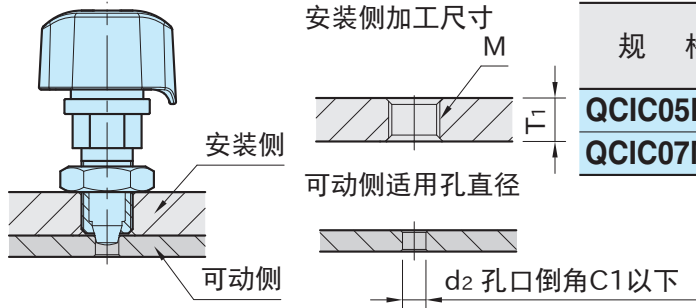 安装侧加工尺寸
M
T1
安装侧
可动侧适用孔直径
可动侧
d2 孔口倒角C1以下
规
QCIC05
QCIC07